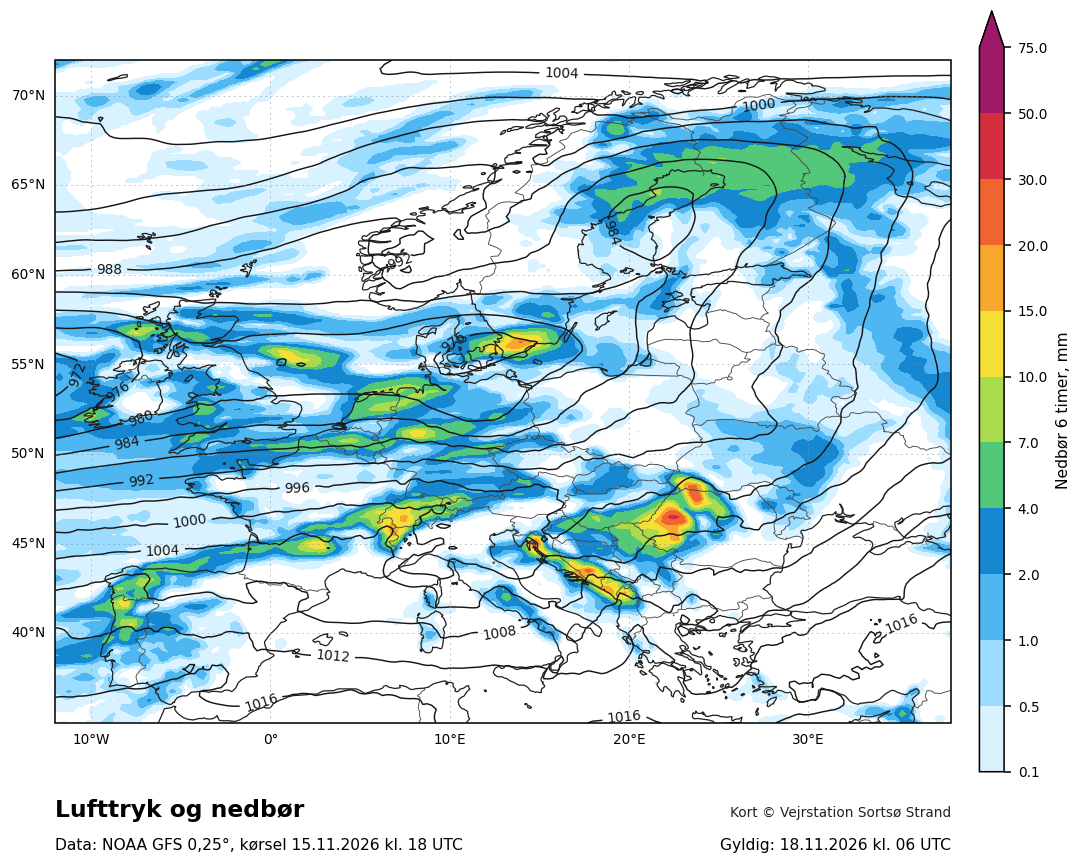 75.0
50.0
30.0
20.0
15.0
10.0
7.0
4.0
2.0
1.0
0.5
0.1
Nedbør 6 timer, mm
70°N
65°N
60°N
55°N
50°N
45°N
40°N
10°W
0°
10°E
20°E
30°E
1004
1000
984
992
988
976
972
976
980
984
992
996
1000
1004
1008
1012
1016
1016
1016
Lufttryk og nedbør
Kort © Vejrstation Sortsø Strand
Data: NOAA GFS 0,25°, kørsel 15.11.2026 kl. 18 UTC
Gyldig: 18.11.2026 kl. 06 UTC